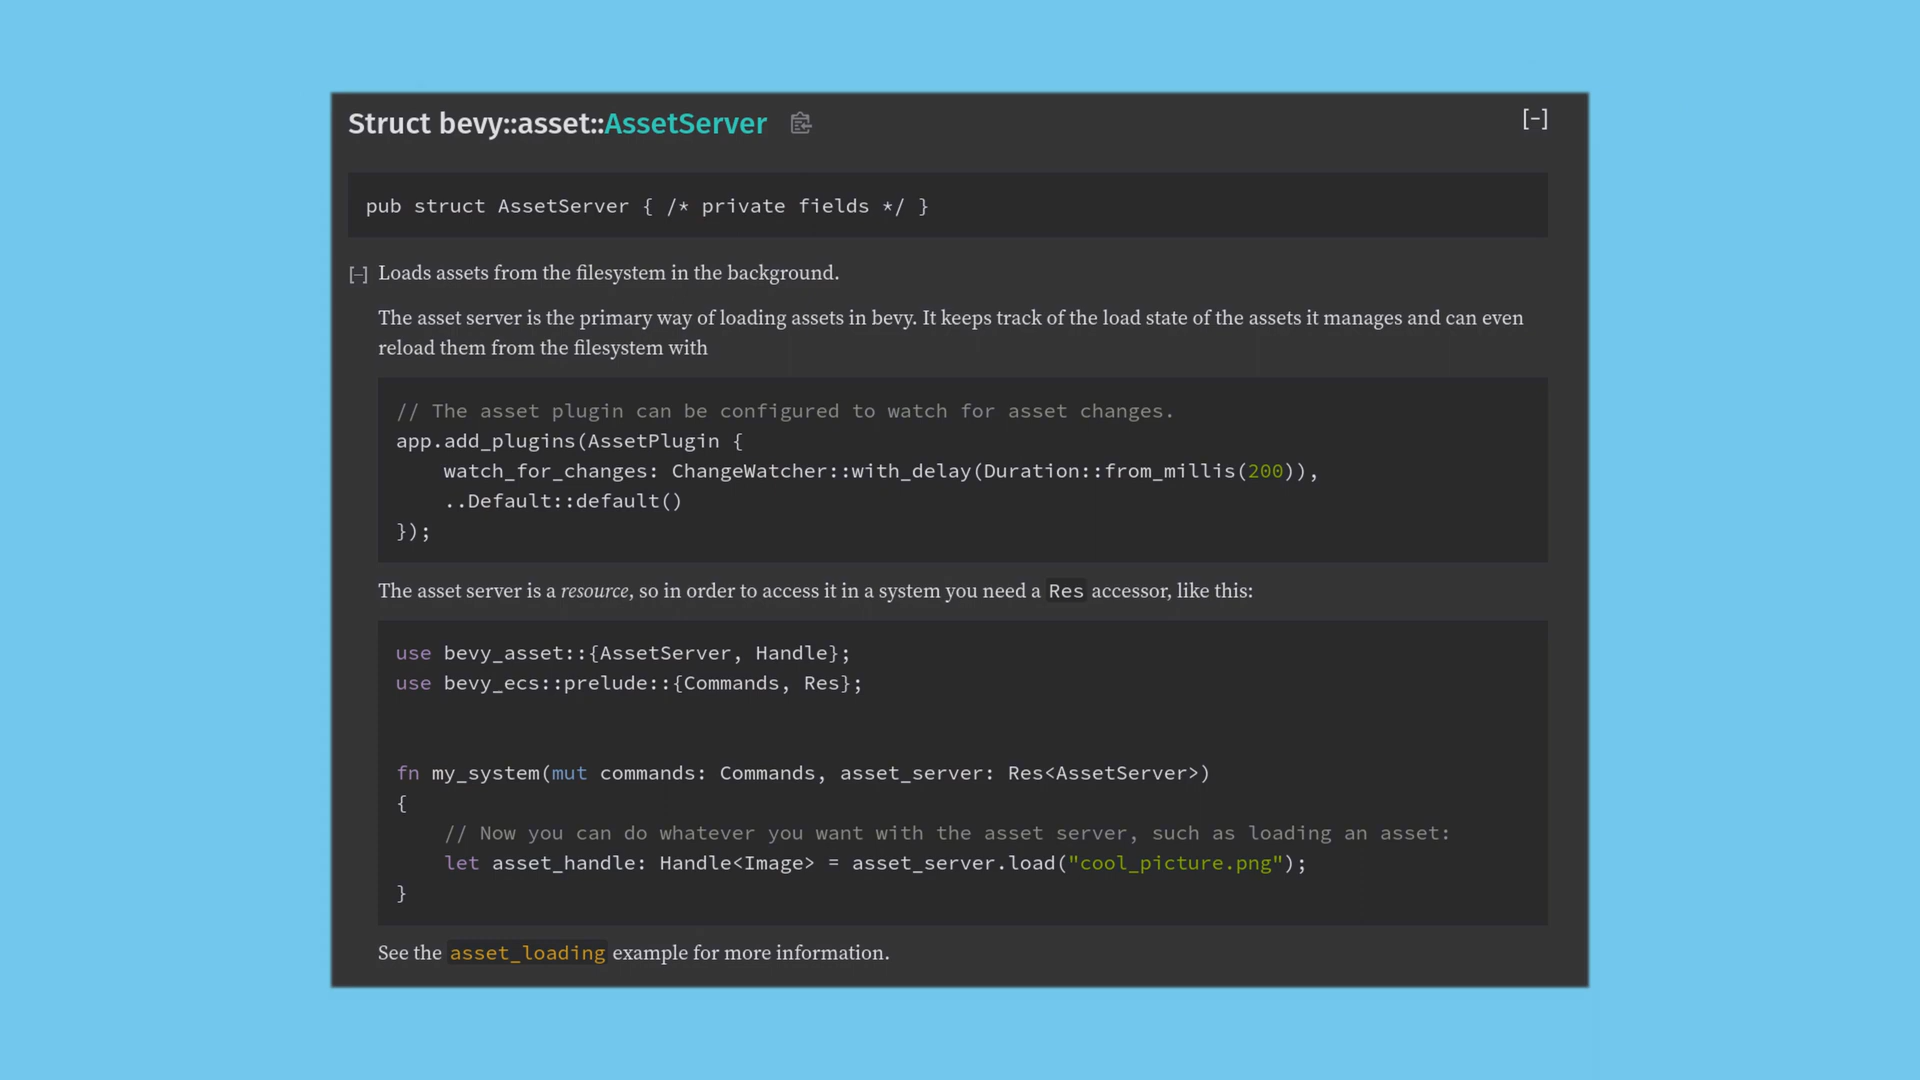 Struct bevy::asset::AssetServer
[-]
pub struct AssetServer { /* private fields */ }
[-] Loads assets from the filesystem in the background.
The asset server is the primary way of loading assets in bevy. It keeps track of the load state of the assets it manages and can even
reload them from the filesystem with
// The asset plugin can be configured to watch for asset changes.
app.add_plugins(AssetPlugin {
    watch_for_changes: ChangeWatcher::with_delay(Duration::from_millis(200)),
    ..Default::default()
});
The asset server is a resource, so in order to access it in a system you need a Res accessor, like this:
use bevy_asset::{AssetServer, Handle};
use bevy_ecs::prelude::{Commands, Res};
fn my_system(mut commands: Commands, asset_server: Res<AssetServer>)
{
    // Now you can do whatever you want with the asset server, such as loading an asset:
    let asset_handle: Handle<Image> = asset_server.load("cool_picture.png");
}
See the asset_loading example for more information.